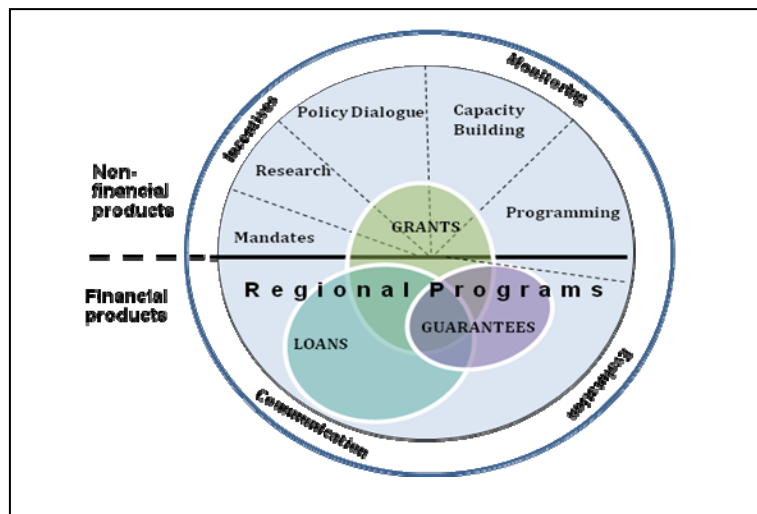 Monitoring
Incentives
Policy Dialogue
Capacity
Building
Research
Non-
financial
products
Programming
GRANTS
Mandates
Regional Programs
Financial
products
GUARANTEES
LOANS
Evaluation
Communication